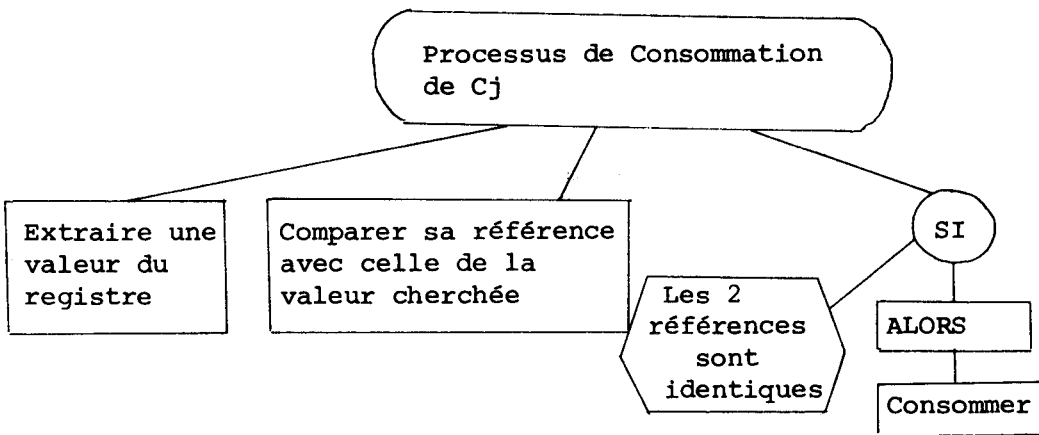 Processus de Consommation
de Cj
Extraire une
valeur du
registre
Comparer sa référence
avec celle de la
valeur cherchée
SI
Les 2
références
sont
identiques
ALORS
Consommer